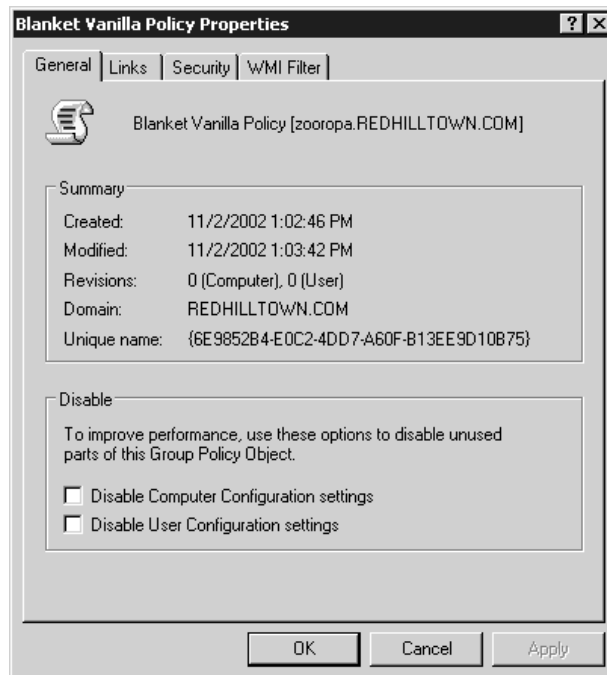 Blanket Vanilla Policy Properties
General Links Security WMI Filter
Blanket Vanilla Policy [zooropa.REDHILLTOWN.COM]
Summary
Created: 11/2/2002 1:02:46 PM
Modified: 11/2/2002 1:03:42 PM
Revisions: 0 (Computer), 0 (User)
Domain: REDHILLTOWN.COM
Unique name: {6E9852B4-E0C2-4DD7-A60F-B13EE9D10B75}
Disable
To improve performance, use these options to disable unused
parts of this Group Policy Object.
Disable Computer Configuration settings
Disable User Configuration settings
OK Cancel Apply